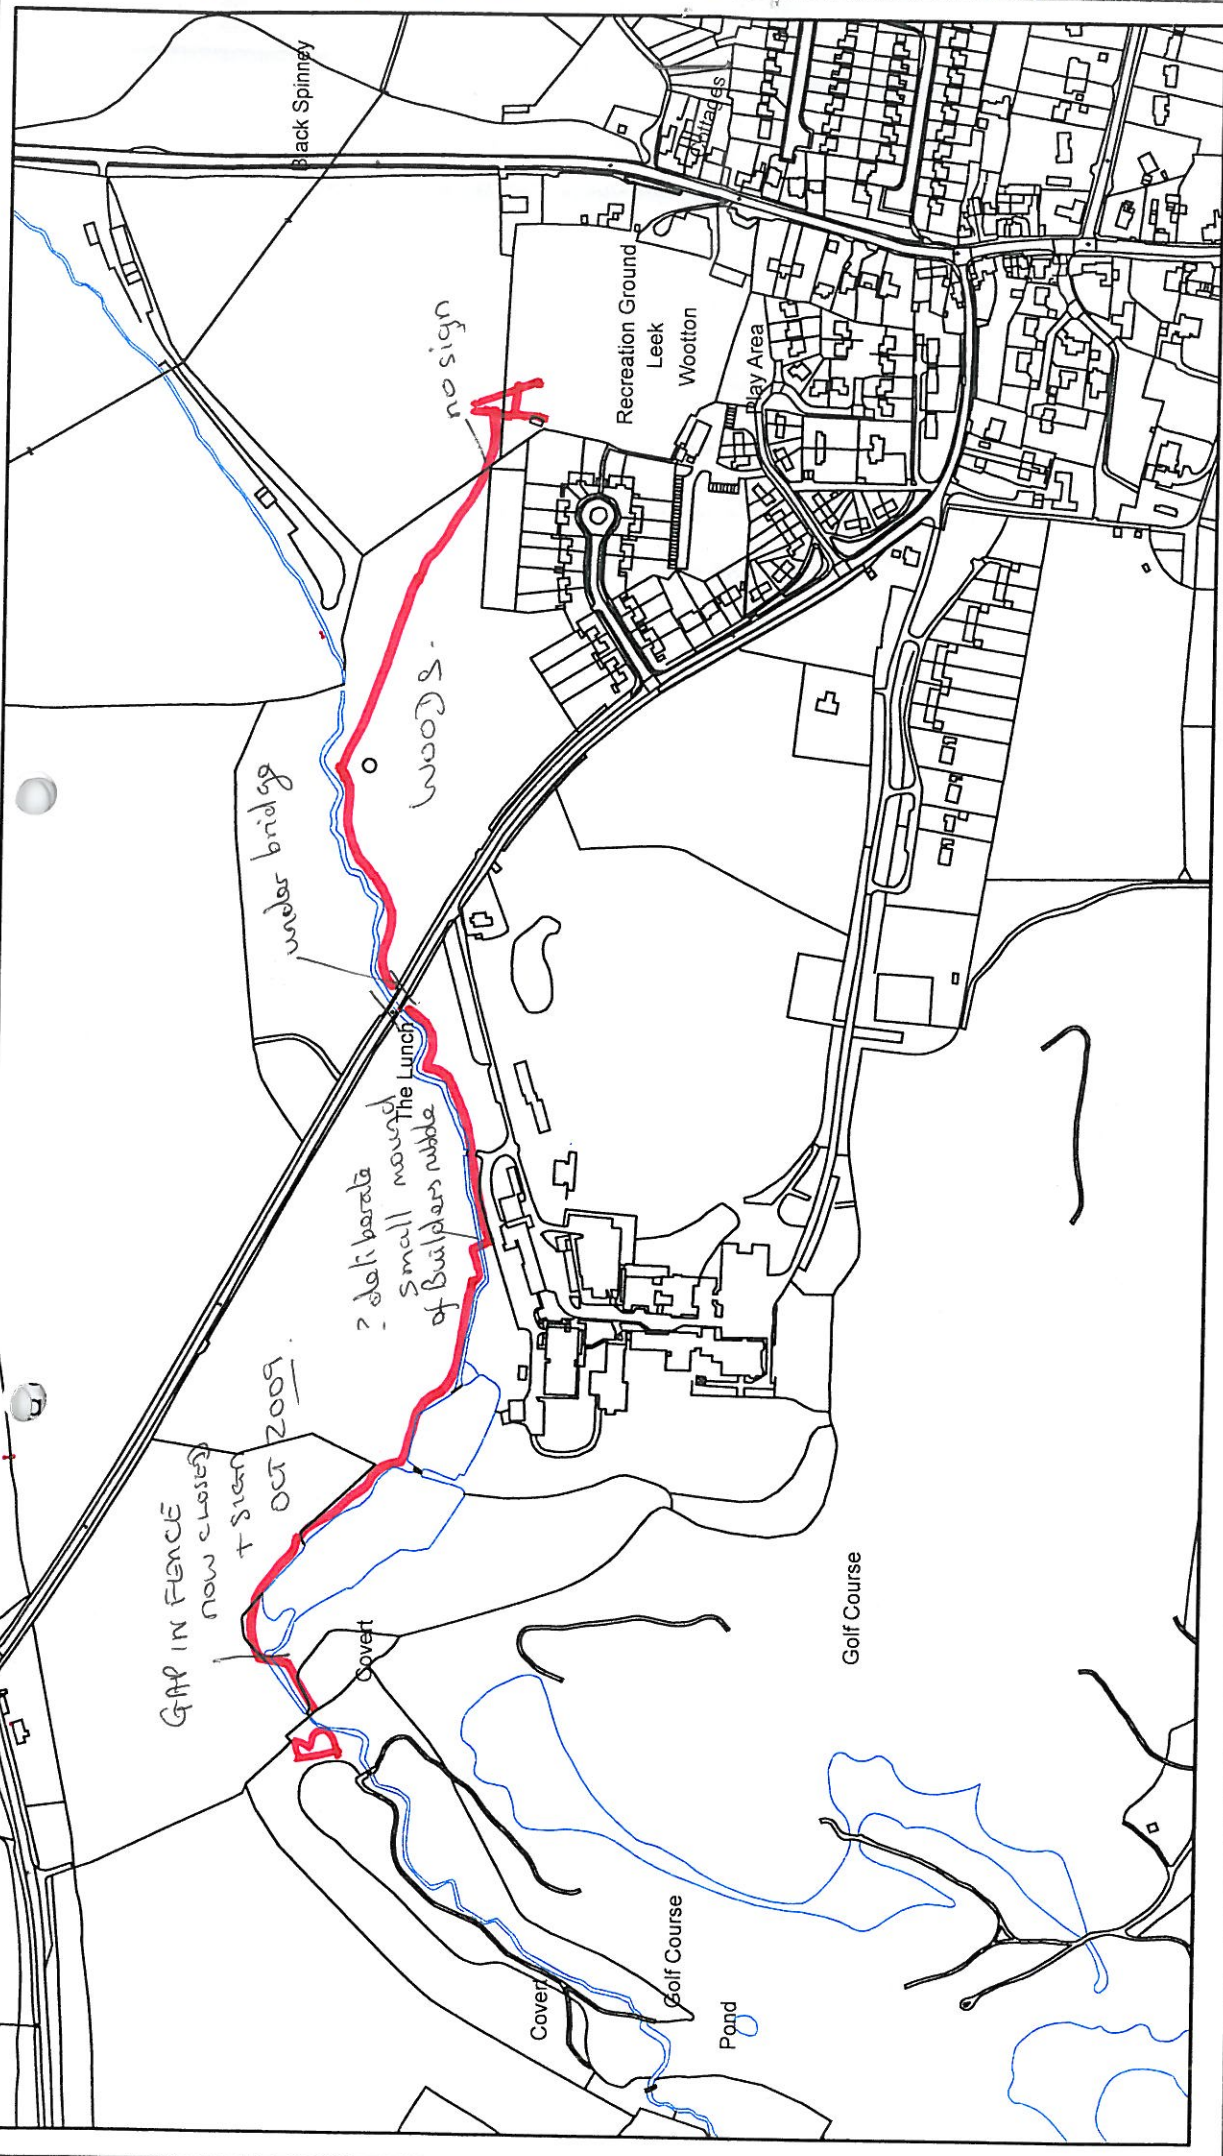 Black Spinney
Cottages
Recreation Ground
Leek
Wootton
Play Area
no sign
A
WOODS.
under bridge
The Lunch
? deliberate
small mound
of Builders rubble
GAP IN FENCE
now CLOSED
+ SIGN
OCT 2009
B
Covert
Golf Course
Golf Course
Covert
Pond